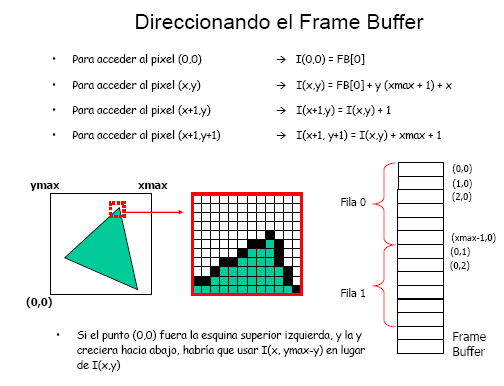 Direccionando el Frame Buffer
• Para acceder al pixel (0,0) → I(0,0) = FB[0]
• Para acceder al pixel (x,y) → I(x,y) = FB[0] + y (xmax + 1) + x
• Para acceder al pixel (x+1,y) → I(x+1,y) = I(x,y) + 1
• Para acceder al pixel (x+1,y+1) → I(x+1, y+1) = I(x,y) + xmax + 1
ymax xmax
(0,0)
Fila 0
Fila 1
(0,0)
(1,0)
(2,0)
(xmax-1,0)
(0,1)
(0,2)
Frame
Buffer
• Si el punto (0,0) fuera la esquina superior izquierda, y la y
creciera hacia abajo, habría que usar I(x, ymax-y) en lugar
de I(x,y)